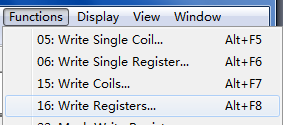 Functions Display View Window
05: Write Single Coil... Alt+F5
06: Write Single Register... Alt+F6
15: Write Coils... Alt+F7
16: Write Registers... Alt+F8